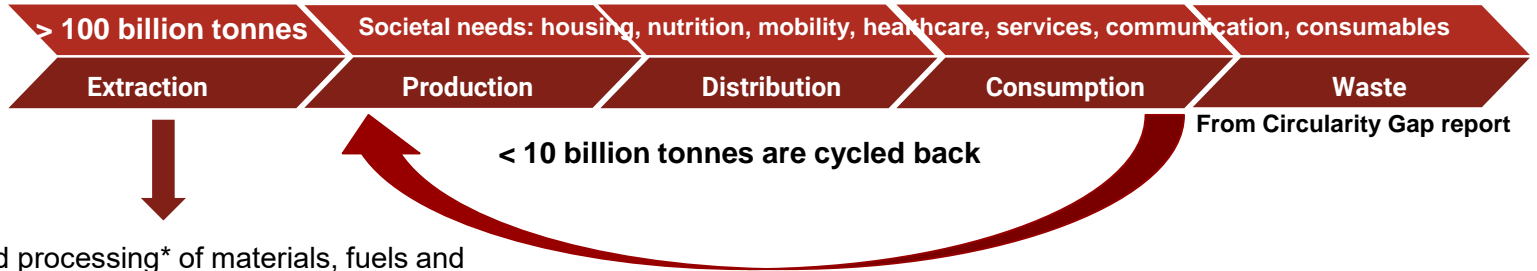 > 100 billion tonnes
Societal needs: housing, nutrition, mobility, healthcare, services, communication, consumables
Extraction
Production
Distribution
Consumption
Waste
From Circularity Gap report
< 10 billion tonnes are cycled back
d processing* of materials, fuels and